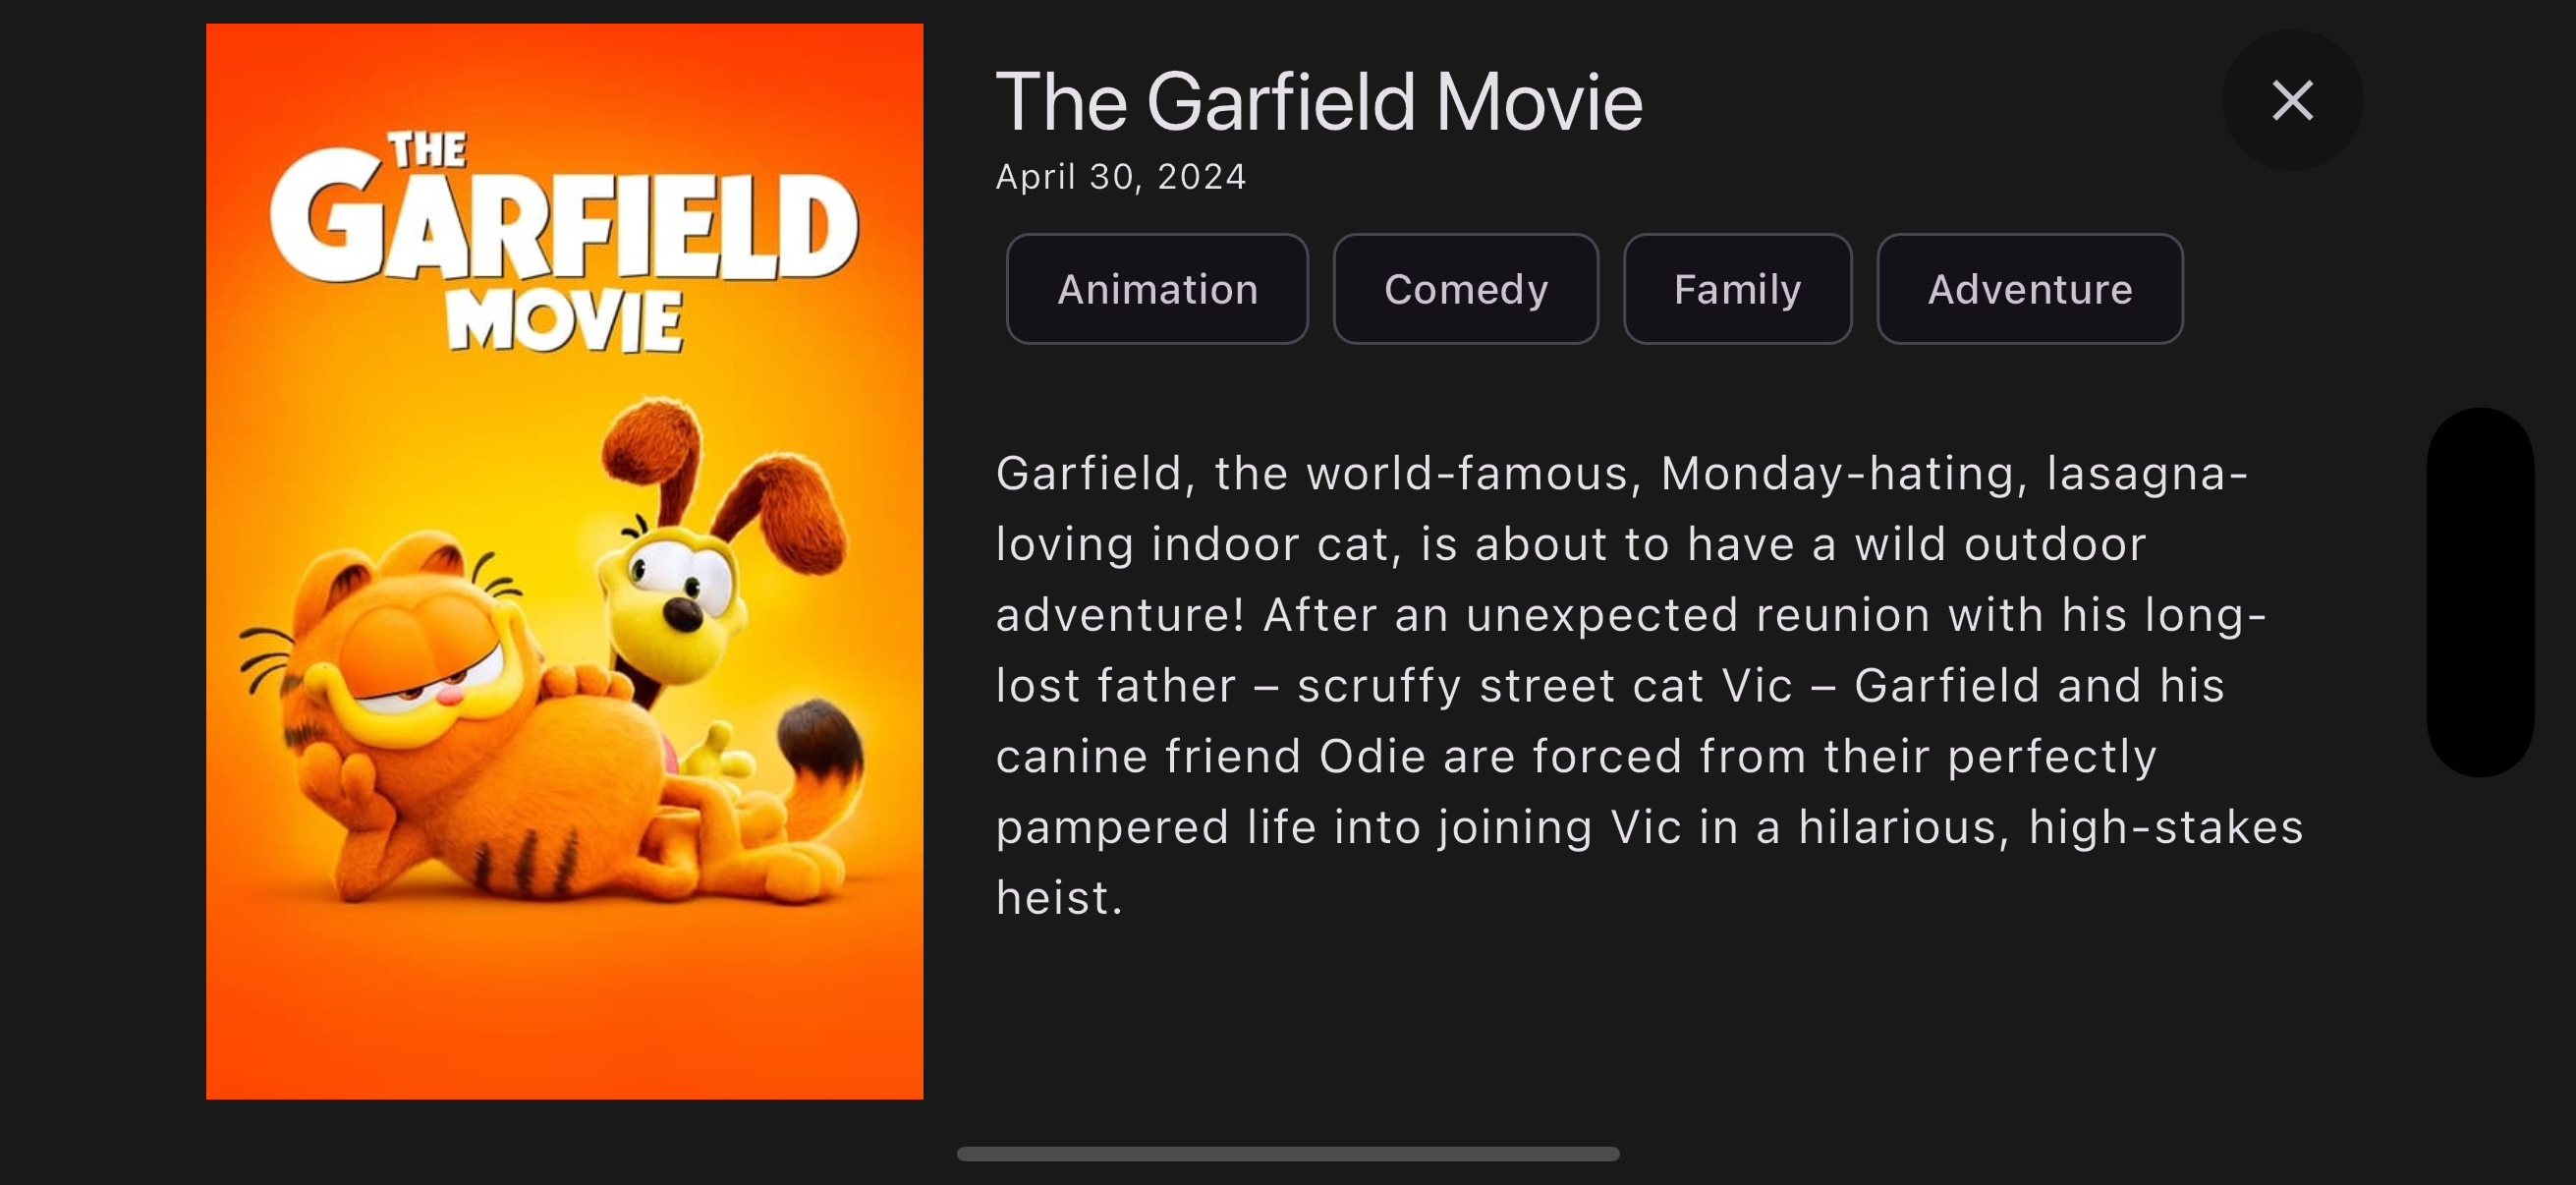 THE
GARFIELD
MOVIE
The Garfield Movie
April 30, 2024
Animation Comedy Family Adventure
Garfield, the world-famous, Monday-hating, lasagna-
loving indoor cat, is about to have a wild outdoor
adventure! After an unexpected reunion with his long-
lost father – scruffy street cat Vic – Garfield and his
canine friend Odie are forced from their perfectly
pampered life into joining Vic in a hilarious, high-stakes
heist.